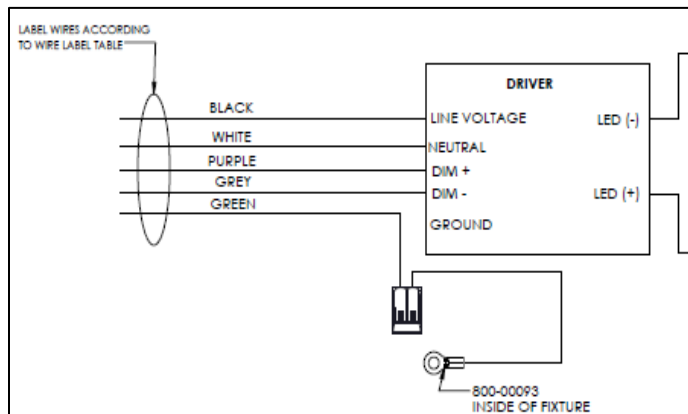 LABEL WIRES ACCORDING
TO WIRE LABEL TABLE
DRIVER
BLACK
LINE VOLTAGE
LED (-)
WHITE
NEUTRAL
PURPLE
DIM +
GREY
DIM -
LED (+)
GREEN
GROUND
800-00093
INSIDE OF FIXTURE